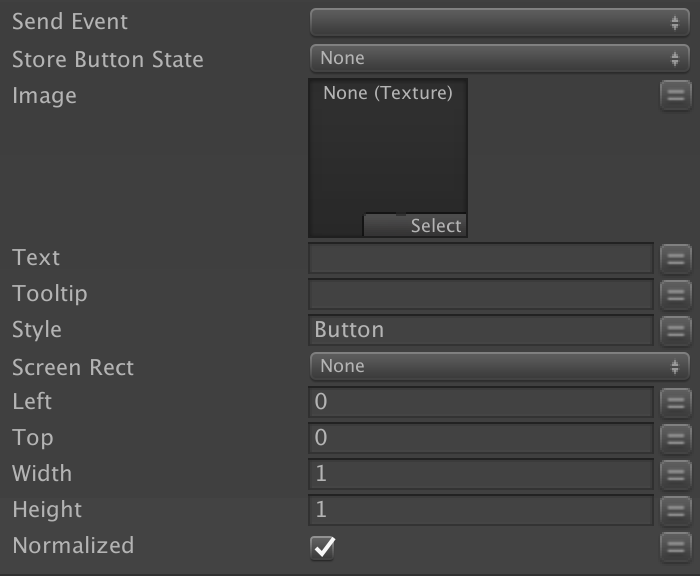 Send Event
Store Button State None
Image None (Texture)
Select
Text
Tooltip
Style Button
Screen Rect None
Left 0
Top 0
Width 1
Height 1
Normalized